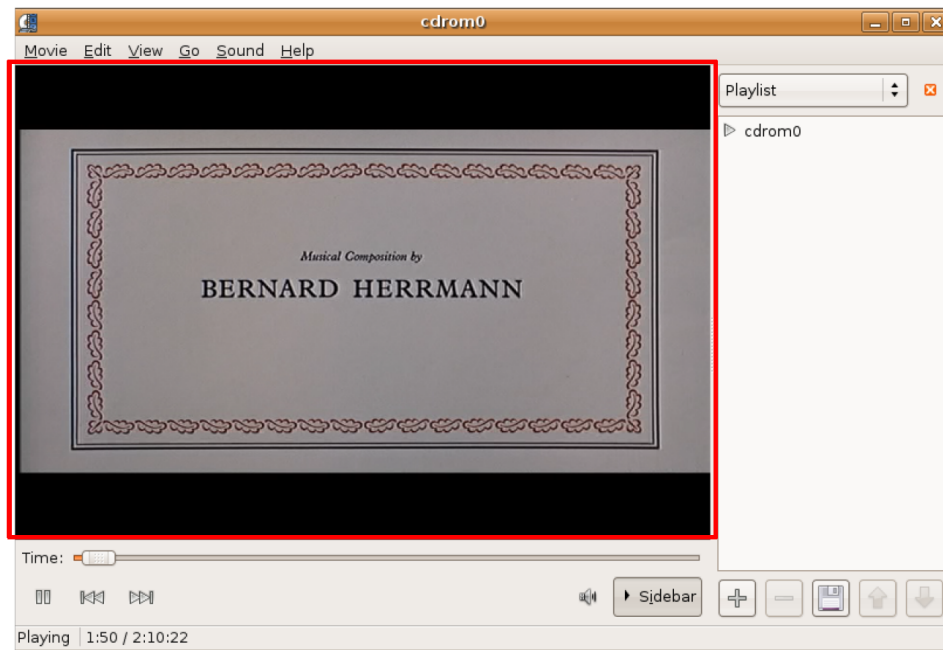 cdrom0
Movie Edit View Go Sound Help
Playlist
cdrom0
Musical Composition by
BERNARD HERRMANN
Time:
Sidebar
Playing 1:50 / 2:10:22